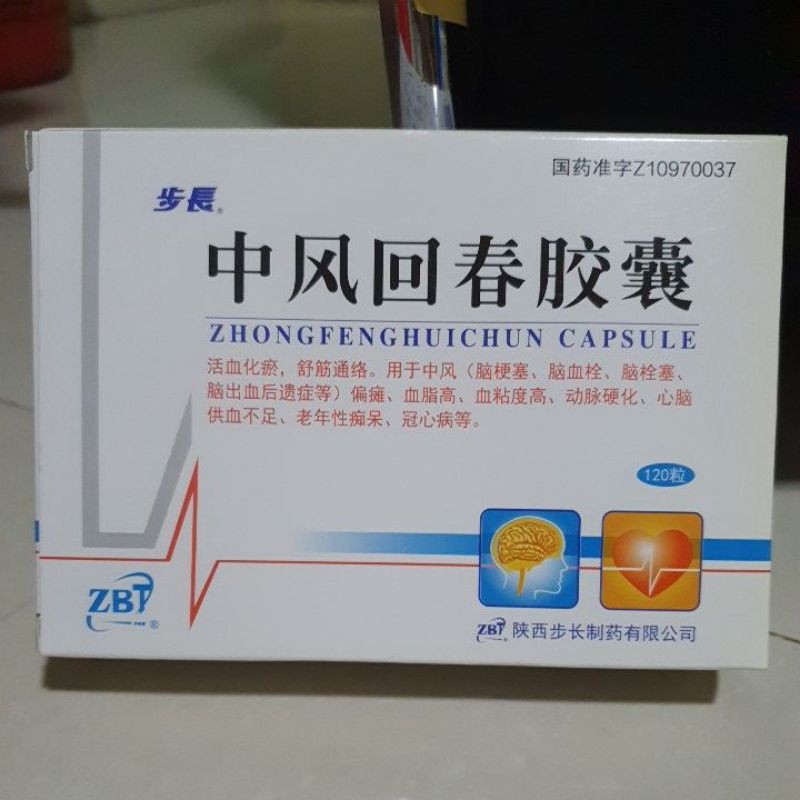 国药准字Z10970037
步長®
中风回春胶囊
ZHONGFENGHUICHUN CAPSULE
活血化瘀，舒筋通络。用于中风（脑梗塞、脑血栓、脑栓塞、
脑出血后遗症等）偏瘫、血脂高、血粘度高、动脉硬化、心脑
供血不足、老年性痴呆、冠心病等。
120粒
ZBT®
ZBT® 陕西步长制药有限公司